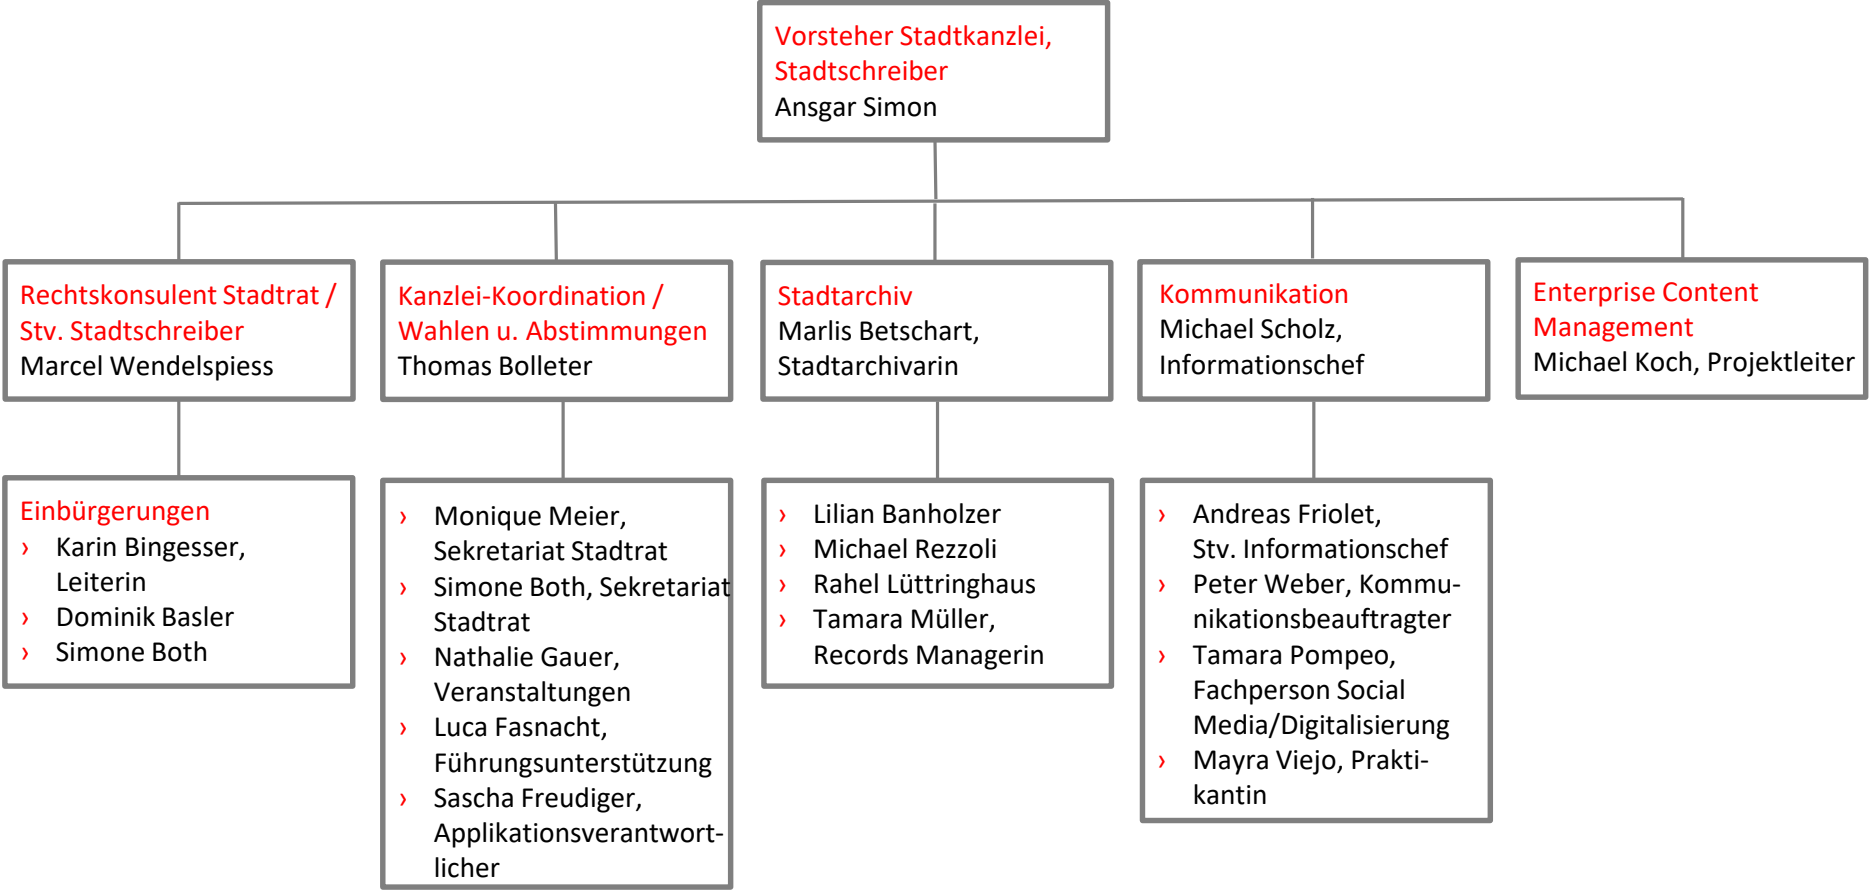 Vorsteher Stadtkanzlei,
Stadtschreiber
Ansgar Simon
Rechtskonsulent Stadtrat /
Stv. Stadtschreiber
Marcel Wendelspiess
Kanzlei-Koordination /
Wahlen u. Abstimmungen
Thomas Bolleter
Stadtarchiv
Marlis Betschart,
Stadtarchivarin
Kommunikation
Michael Scholz,
Informationschef
Enterprise Content
Management
Michael Koch, Projektleiter
Einbürgerungen
› Karin Bingesser,
Leiterin
› Dominik Basler
› Simone Both
› Monique Meier,
Sekretariat Stadtrat
› Simone Both, Sekretariat
Stadtrat
› Nathalie Gauer,
Veranstaltungen
› Luca Fasnacht,
Führungsunterstützung
› Sascha Freudiger,
Applikationsverantwort-
licher
› Lilian Banholzer
› Michael Rezzoli
› Rahel Lüttringhaus
› Tamara Müller,
Records Managerin
› Andreas Friolet,
Stv. Informationschef
› Peter Weber, Kommu-
nikationsbeauftragter
› Tamara Pompeo,
Fachperson Social
Media/Digitalisierung
› Mayra Viejo, Prakti-
kantin